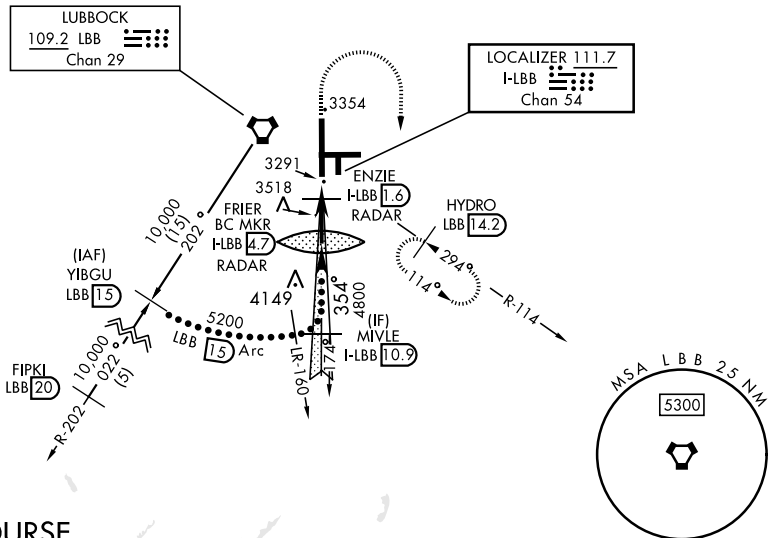 LUBBOCK
109.2 LBB
Chan 29
LOCALIZER 111.7
I-LBB
Chan 54
3354
3291
3518
ENZIE
I-LBB 1.6
RADAR
FRIER
BC MKR
I-LBB 4.7
RADAR
HYDRO
LBB 14.2
294°
114°
R-114
10,000
(15)
202°
(IAF)
YIBGU
LBB 15
4149
354°
4800
5200
LBB 15 Arc
(IF)
MIVLE
I-LBB 10.9
LR-160
174°
FIPKI
LBB 20
10,000
022°
(5)
R-202
MSA LBB 25 NM
5300
OURSE